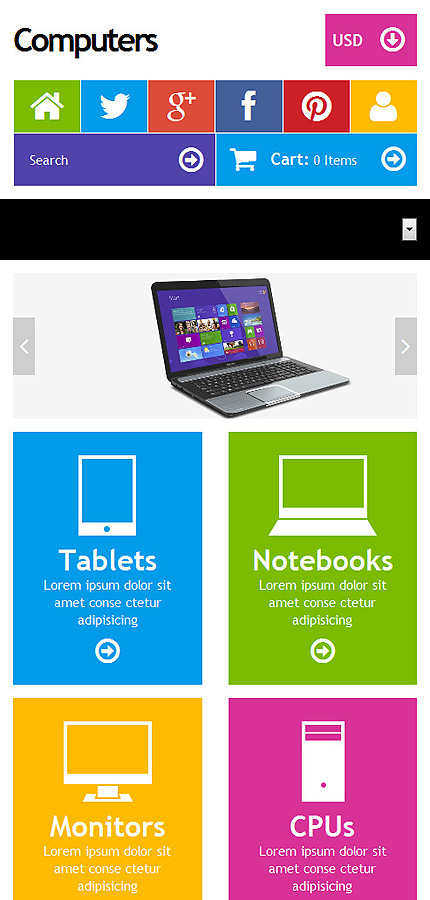 Computers
USD
g+
f
Search
Cart: 0 Items
Start
Tablets
Lorem ipsum dolor sit
amet conse ctetur
adipisicing
Notebooks
Lorem ipsum dolor sit
amet conse ctetur
adipisicing
Monitors
Lorem ipsum dolor sit
amet conse ctetur
adipisicing
CPUs
Lorem ipsum dolor sit
amet conse ctetur
adipisicing